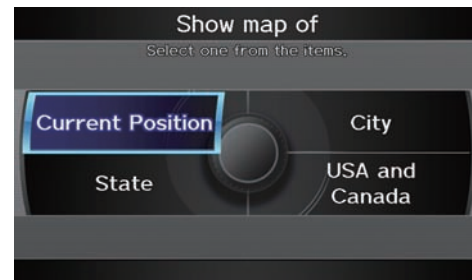 Show map of
Select one from the items.
Current Position
City
State
USA and
Canada